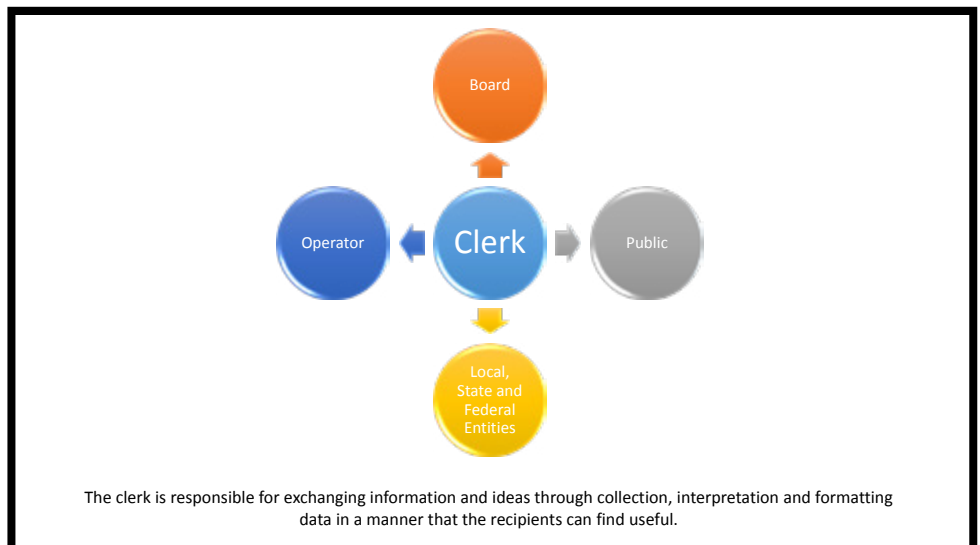 Board
Operator
Clerk
Public
Local,
State and
Federal
Entities
The clerk is responsible for exchanging information and ideas through collection, interpretation and formatting
data in a manner that the recipients can find useful.